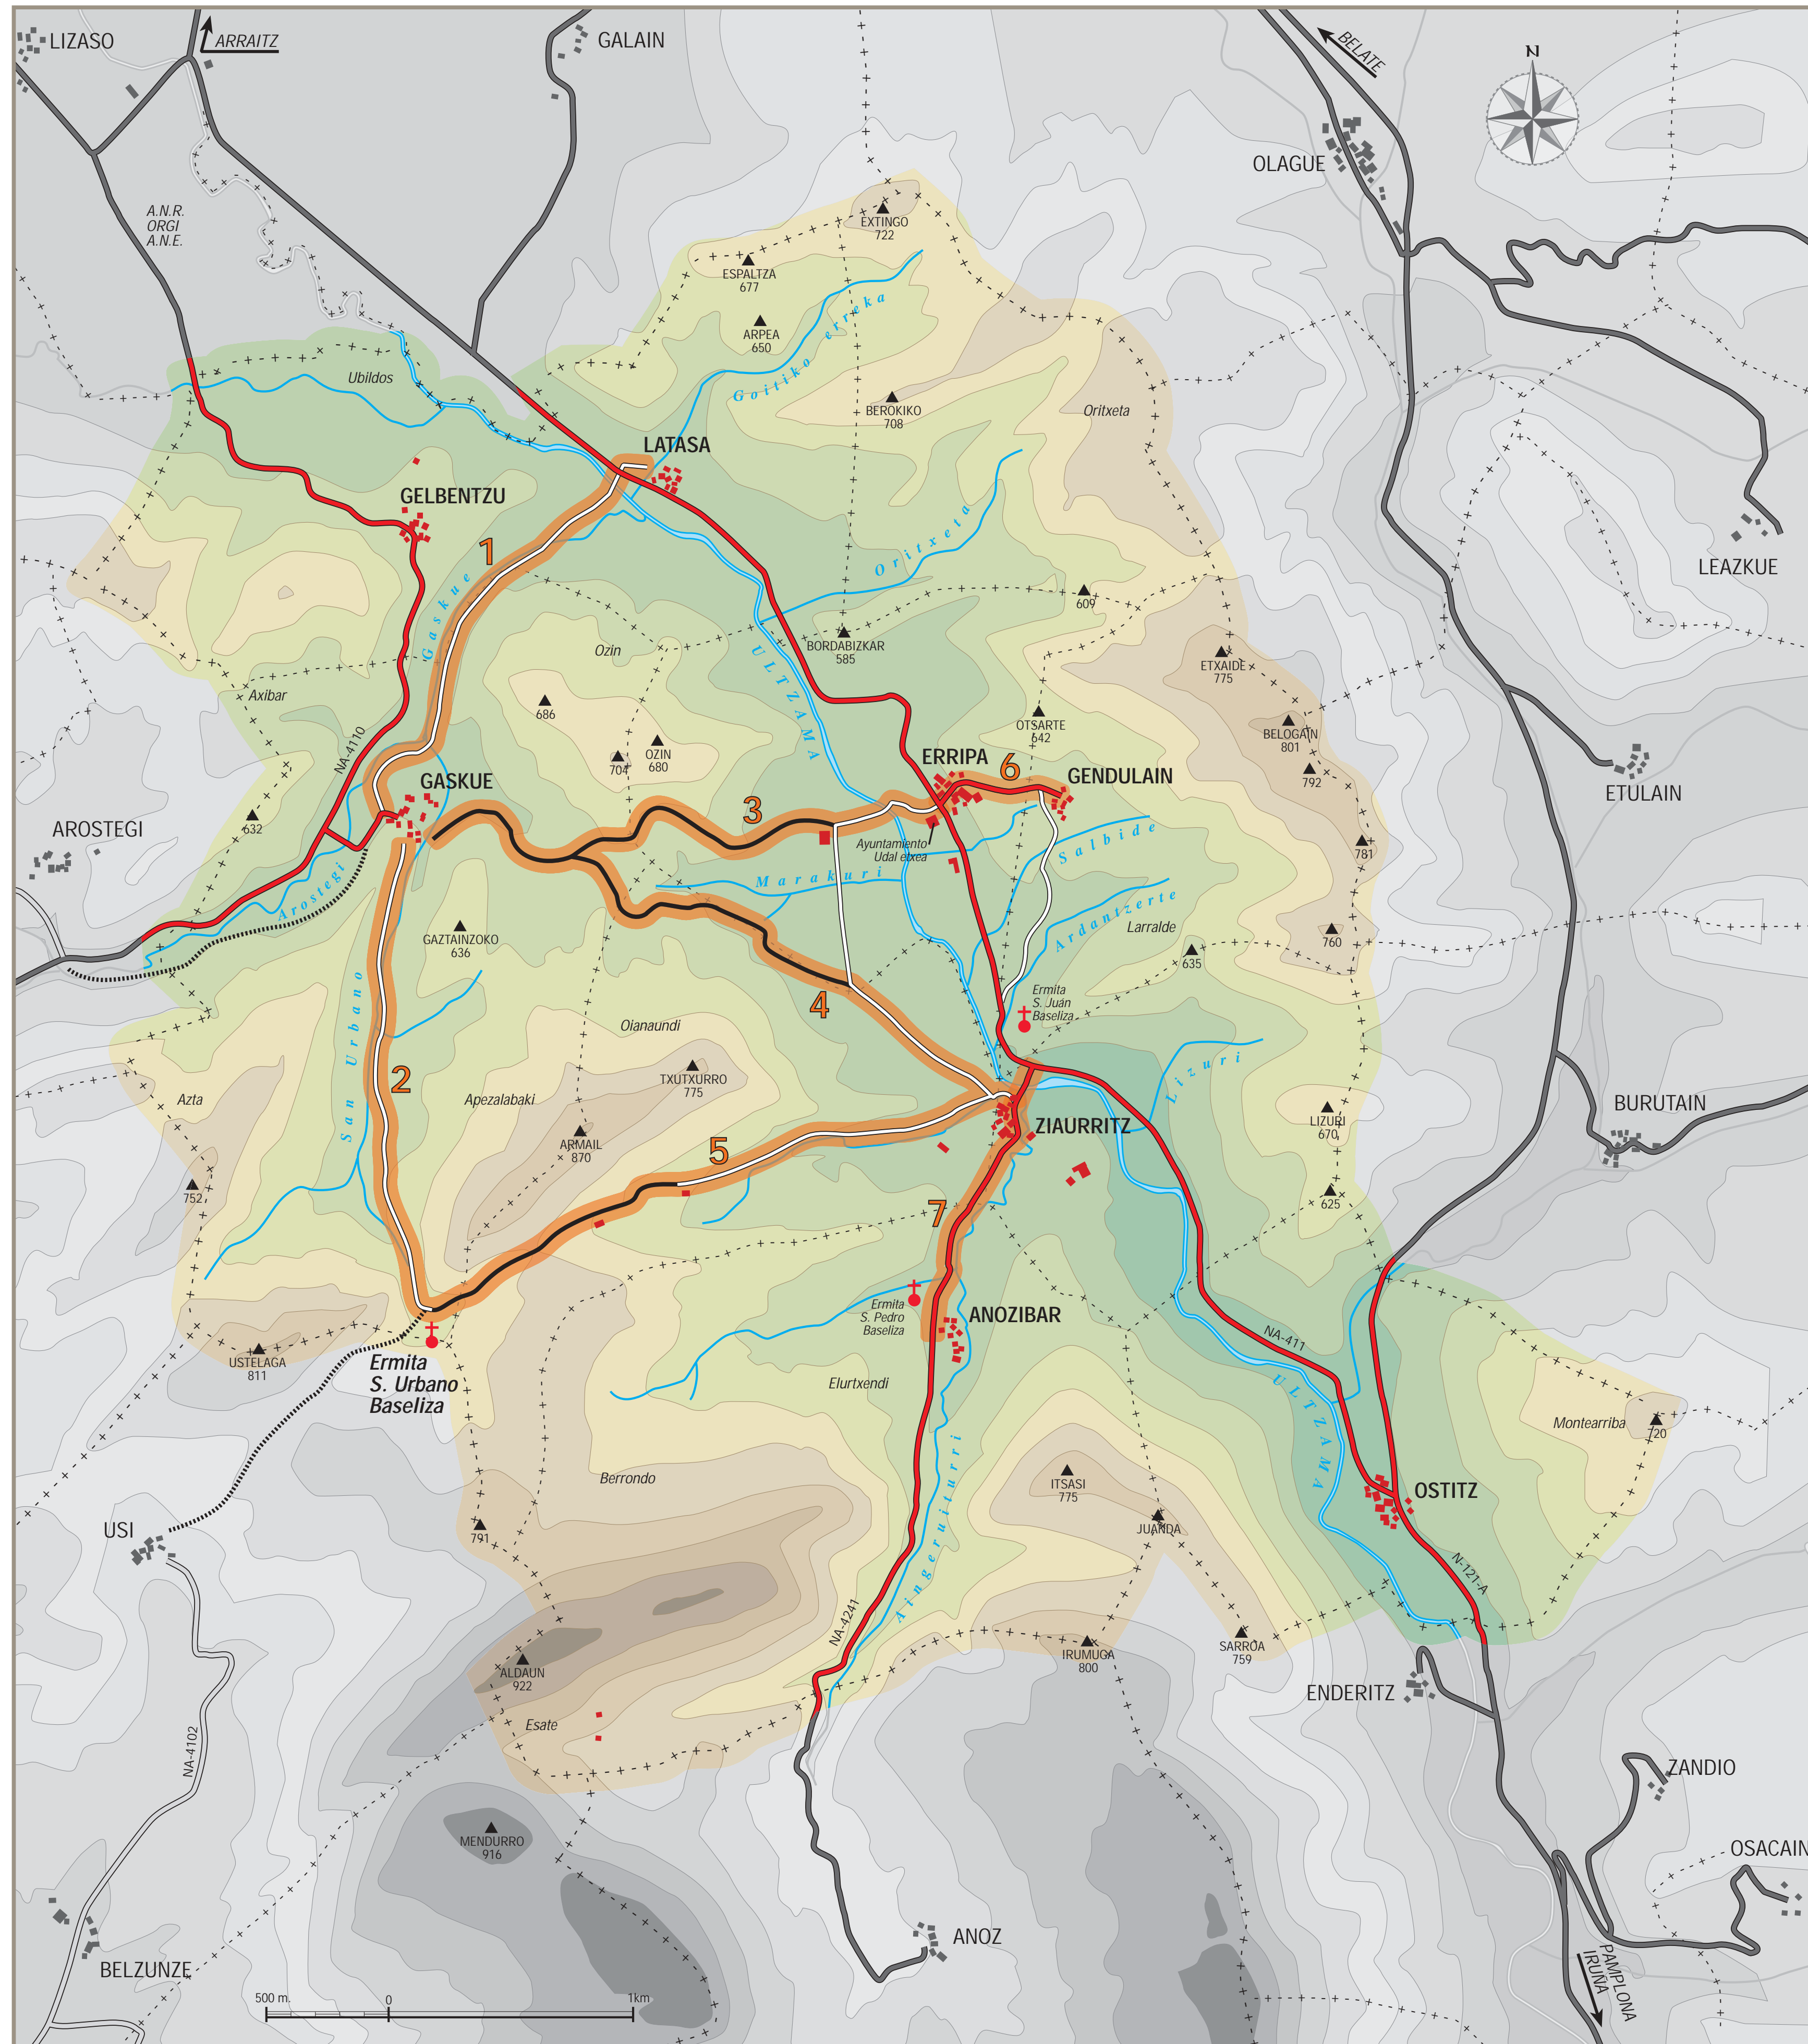 LIZASO
ARRAITZ
GALAIN
BELATE
N
OLAGUE
A.N.R.
ORGI
A.N.E.
EXTINGO
722
ESPALTZA
677
ARPEA
650
Goitiko erreka
Ubildos
BEROKIKO
708
Oritxeta
LATASA
GELBENTZU
1
Oritxeta
LEAZKUE
Gaskue
609
BORDABIZKAR
585
Ozin
ULTZAMA
ETXAIDE
775
Axibar
686
OTSARTE
642
BELOGAIN
801
NA-4110
704
OZIN
680
ERRIPA
6
GENDULAIN
792
GASKUE
ETULAIN
632
3
AROSTEGI
Ayuntamiento
Udal etxea
Salbide
781
Marakuri
Arostegi
Ardantzerte
GAZTAINZOKO
636
Larralde
760
635
San Urbano
4
Ermita
S. Juán
Baseliza
Oianaundi
Lizuri
TXUTXURRO
775
2
Azta
Apezalabaki
LIZURI
670
BURUTAIN
ZIAURRITZ
ARMAIL
870
5
752
625
7
Ermita
S. Pedro
Baseliza
ANOZIBAR
NA-411
USTELAGA
811
Ermita
S. Urbano
Baseliza
Elurtxendi
ULTZAMA
Montearriba
720
Berrondo
ITSASI
775
OSTITZ
Aingeruiturri
USI
791
JUANDA
N-121-A
NA-4241
IRUMUGA
800
SARROA
759
ALDAUN
922
ENDERITZ
Esate
NA-4102
ZANDIO
MENDURRO
916
OSACAIN
ANOZ
BELZUNZE
PAMPLONA
IRUÑA
500 m.
0
1km